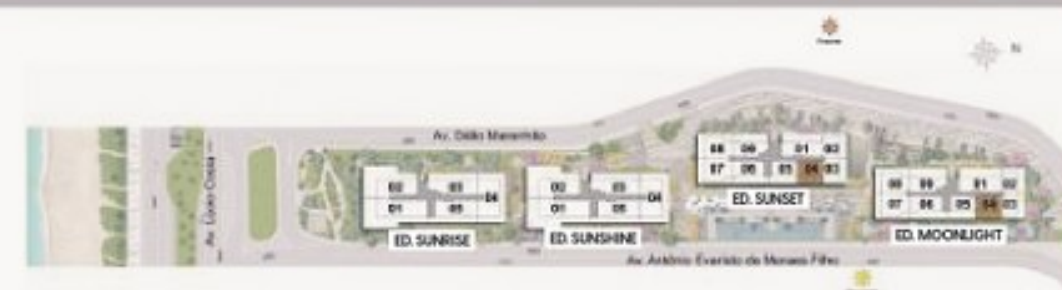 N
Av. Dália Maranhão
08 09 01 02
07 06 05 04 03
ED. SUNSET
02 03 04
01 05
ED. SUNRISE
02 03 04
01 05
ED. SUNSHINE
08 09 01 02
07 06 05 04 03
ED. MOONLIGHT
Av. Lúcio Costa
Av. Antônio Evaristo de Moraes Filho